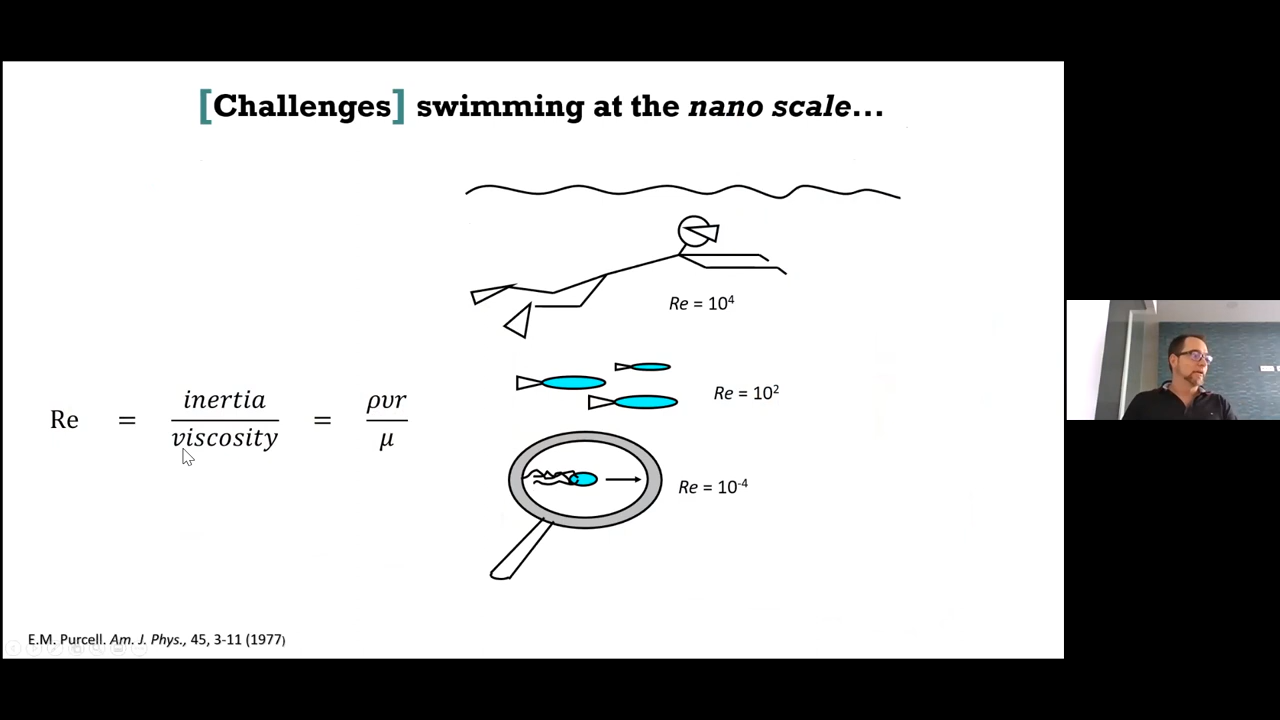 [Challenges] swimming at the nano scale...
Re = 10⁴
Re = 10²
Re = inertia / viscosity = ρυr / μ
Re = 10⁻⁴
E.M. Purcell. Am. J. Phys., 45, 3-11 (1977)